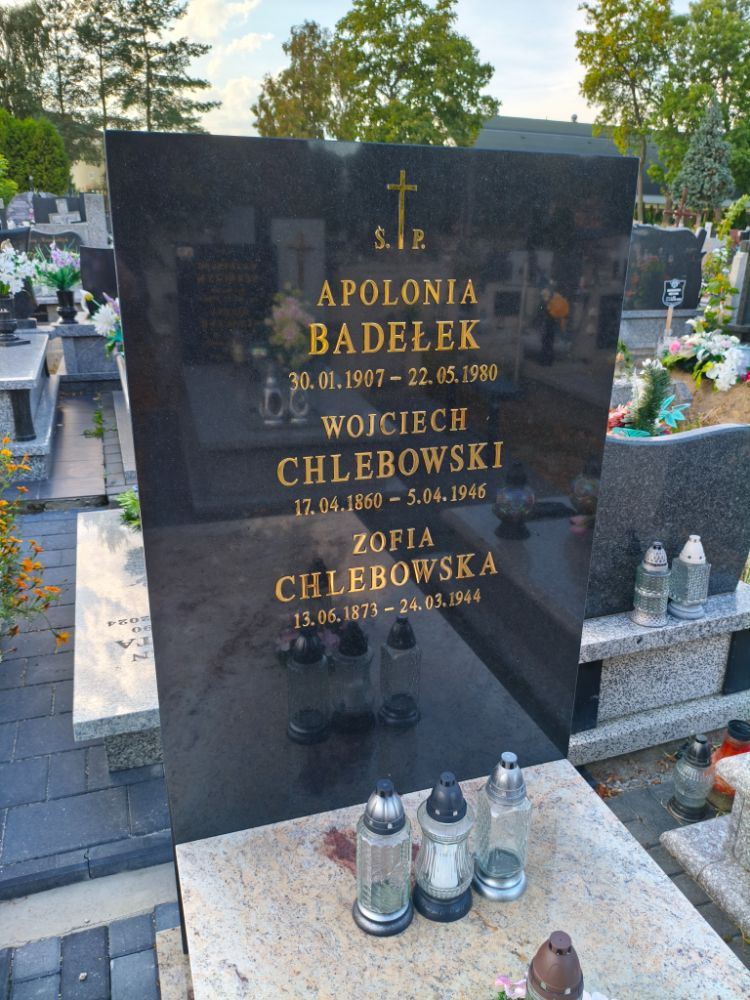 Ś. P.
APOLONIA
BADEŁEK
30.01.1907 – 22.05.1980
WOJCIECH
CHLEBOWSKI
17.04.1860 – 5.04.1946
ZOFIA
CHLEBOWSKA
13.06.1873 – 24.03.1944
2024